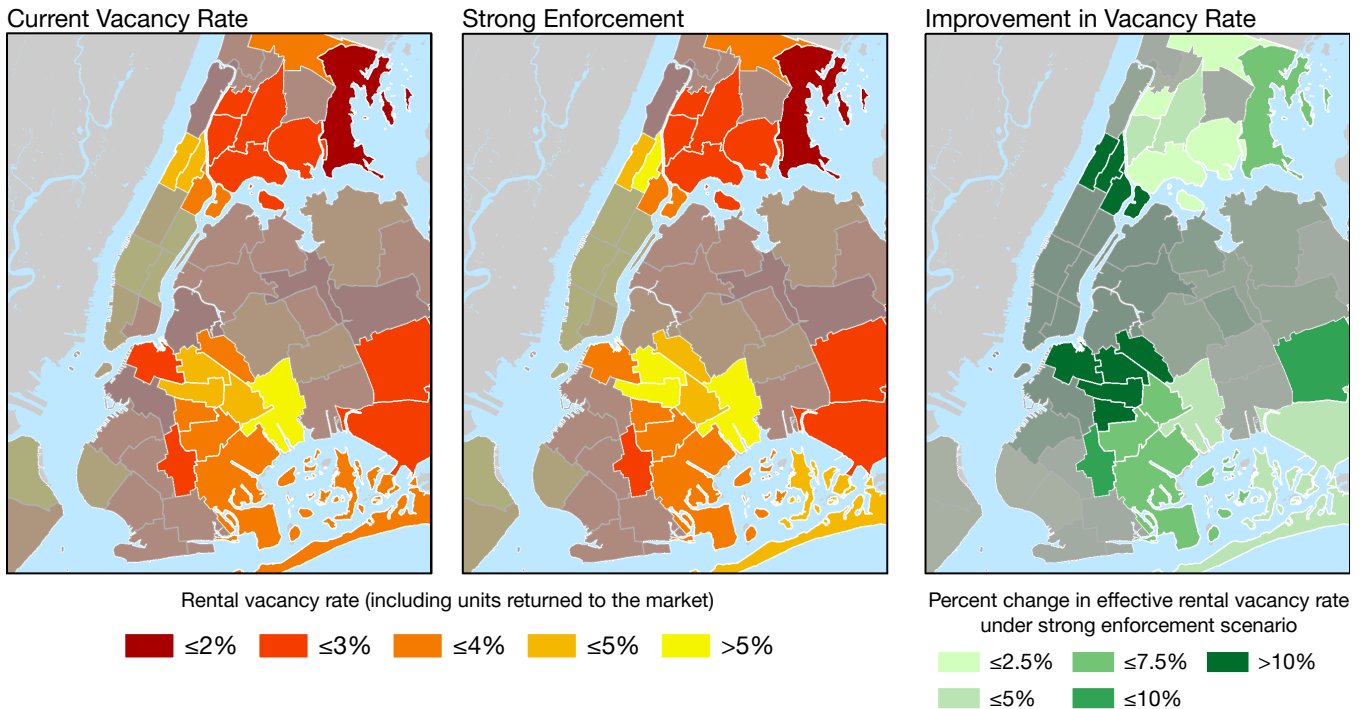 Current Vacancy Rate
Strong Enforcement
Improvement in Vacancy Rate
Rental vacancy rate (including units returned to the market)
≤2% ≤3% ≤4% ≤5% >5%
Percent change in effective rental vacancy rate
under strong enforcement scenario
≤2.5% ≤7.5% >10%
≤5% ≤10%